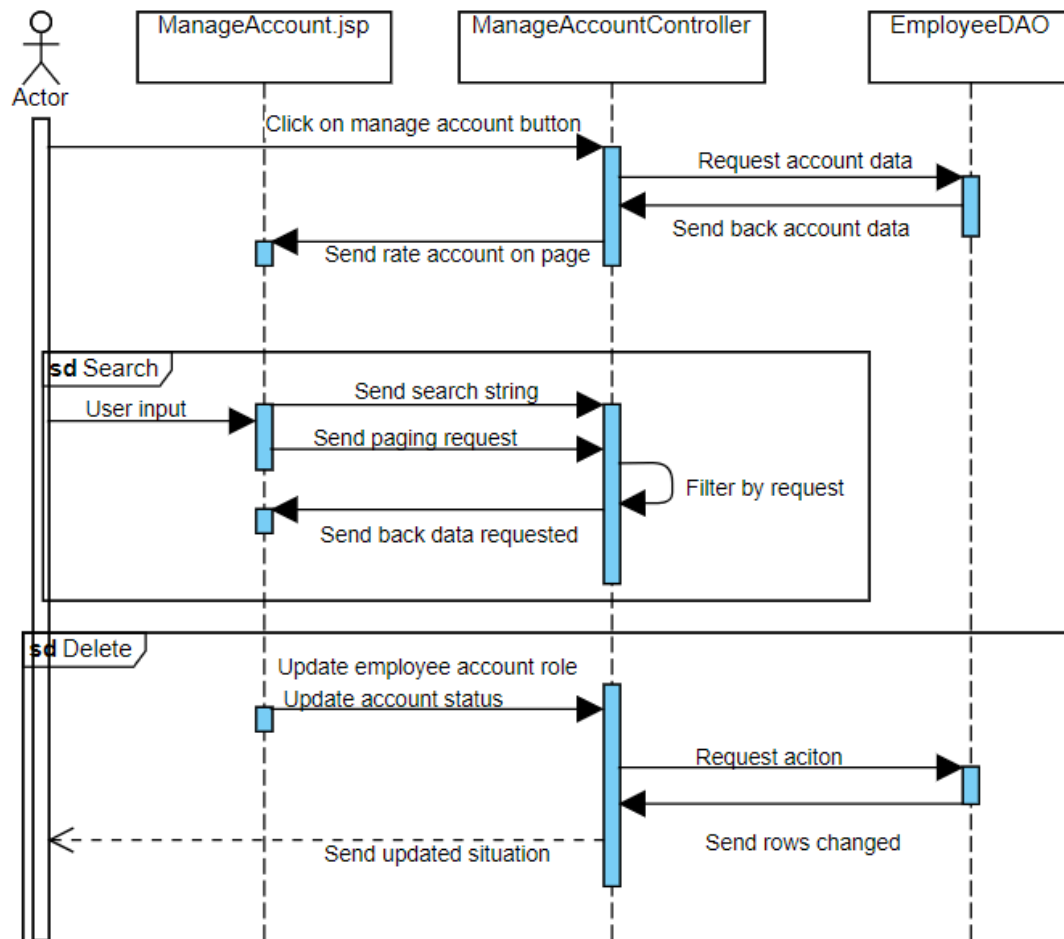 ManageAccount.jsp
ManageAccountController
EmployeeDAO
Actor
Click on manage account button
Request account data
Send back account data
Send rate account on page
sd Search
User input
Send search string
Send paging request
Filter by request
Send back data requested
sd Delete
Update employee account role
Update account status
Request aciton
Send rows changed
Send updated situation